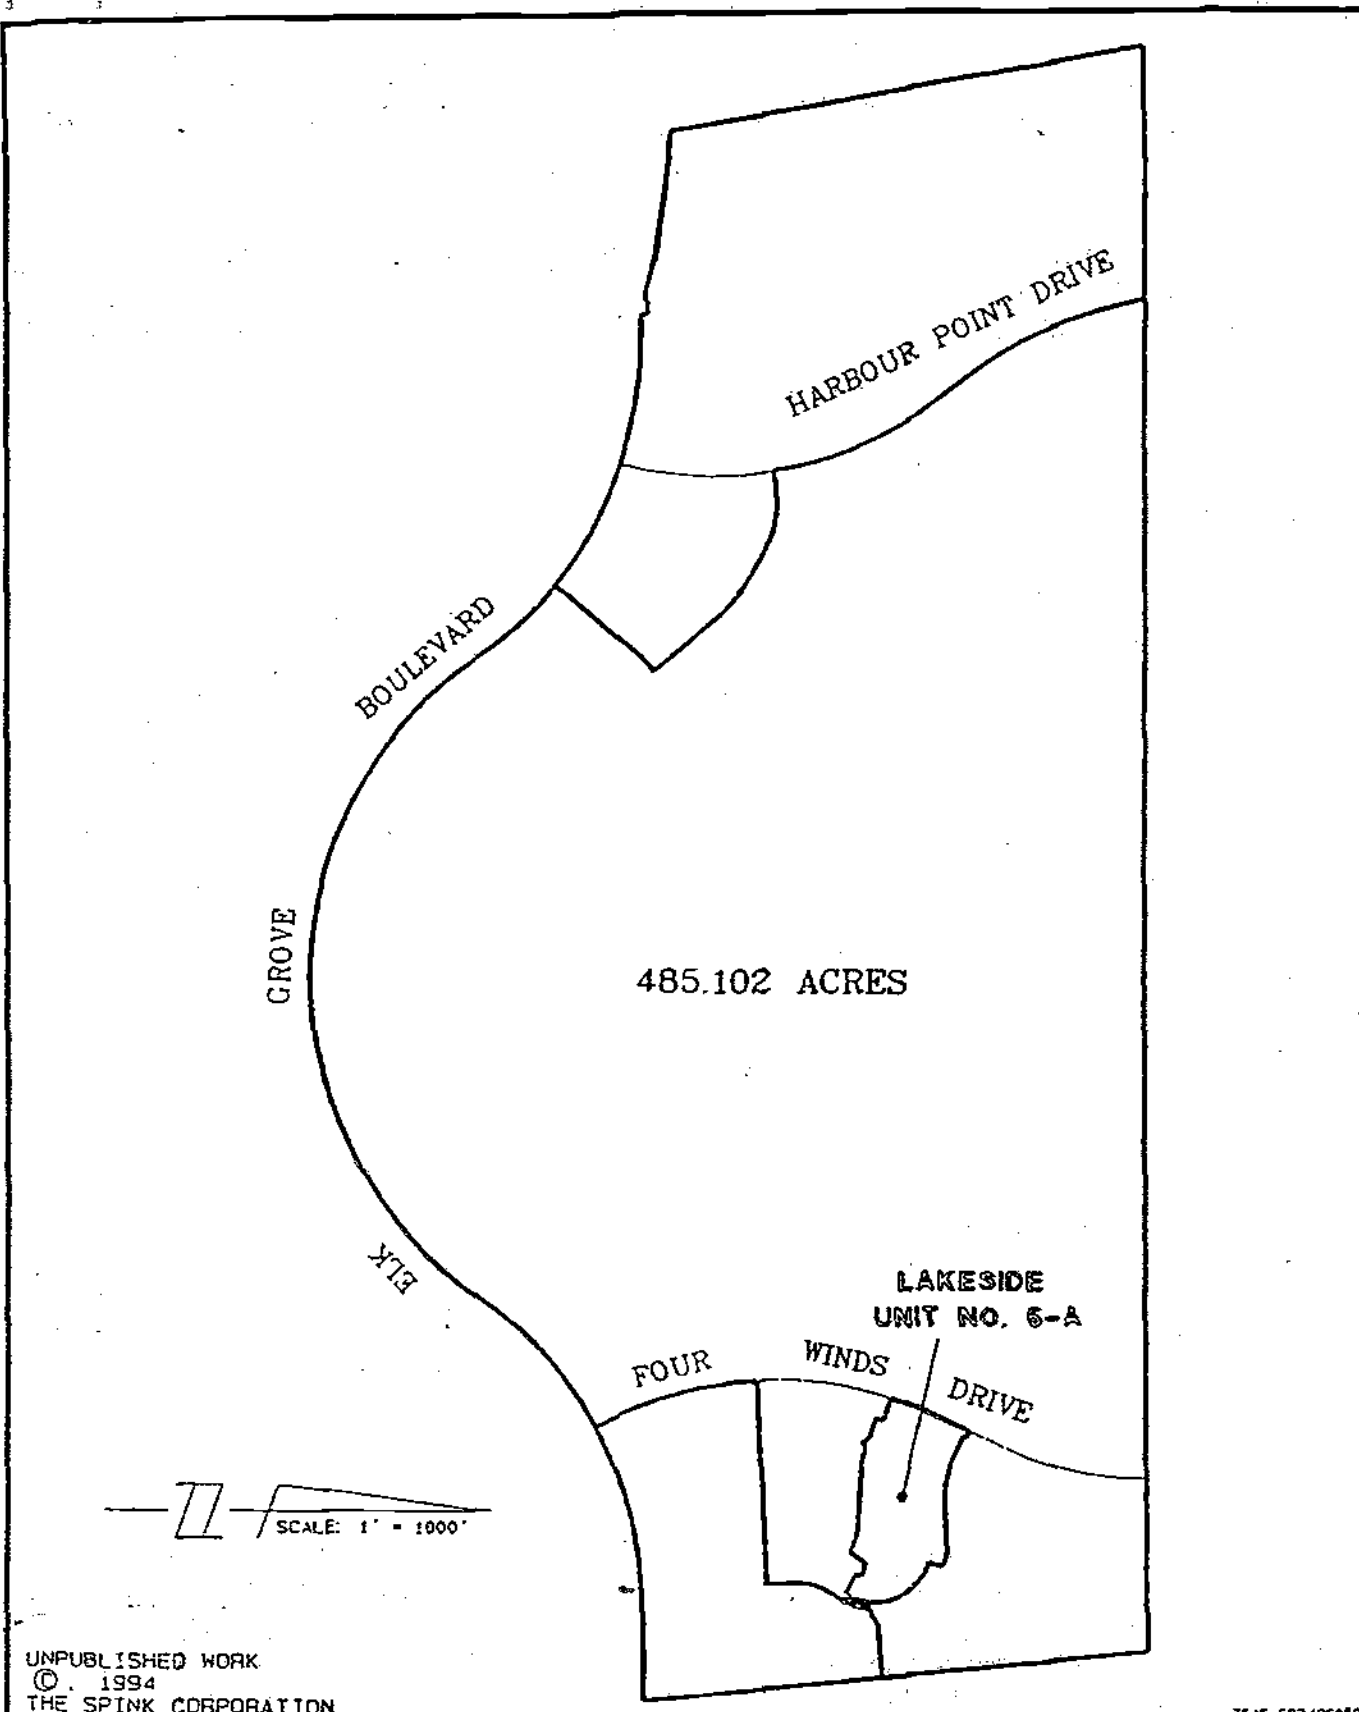 HARBOUR POINT DRIVE
BOULEVARD
GROVE
485.102 ACRES
ELK
LAKESIDE
UNIT NO. 6-A
FOUR WINDS DRIVE
SCALE: 1" = 1000'
UNPUBLISHED WORK
©. 1994
THE SPINK CORPORATION